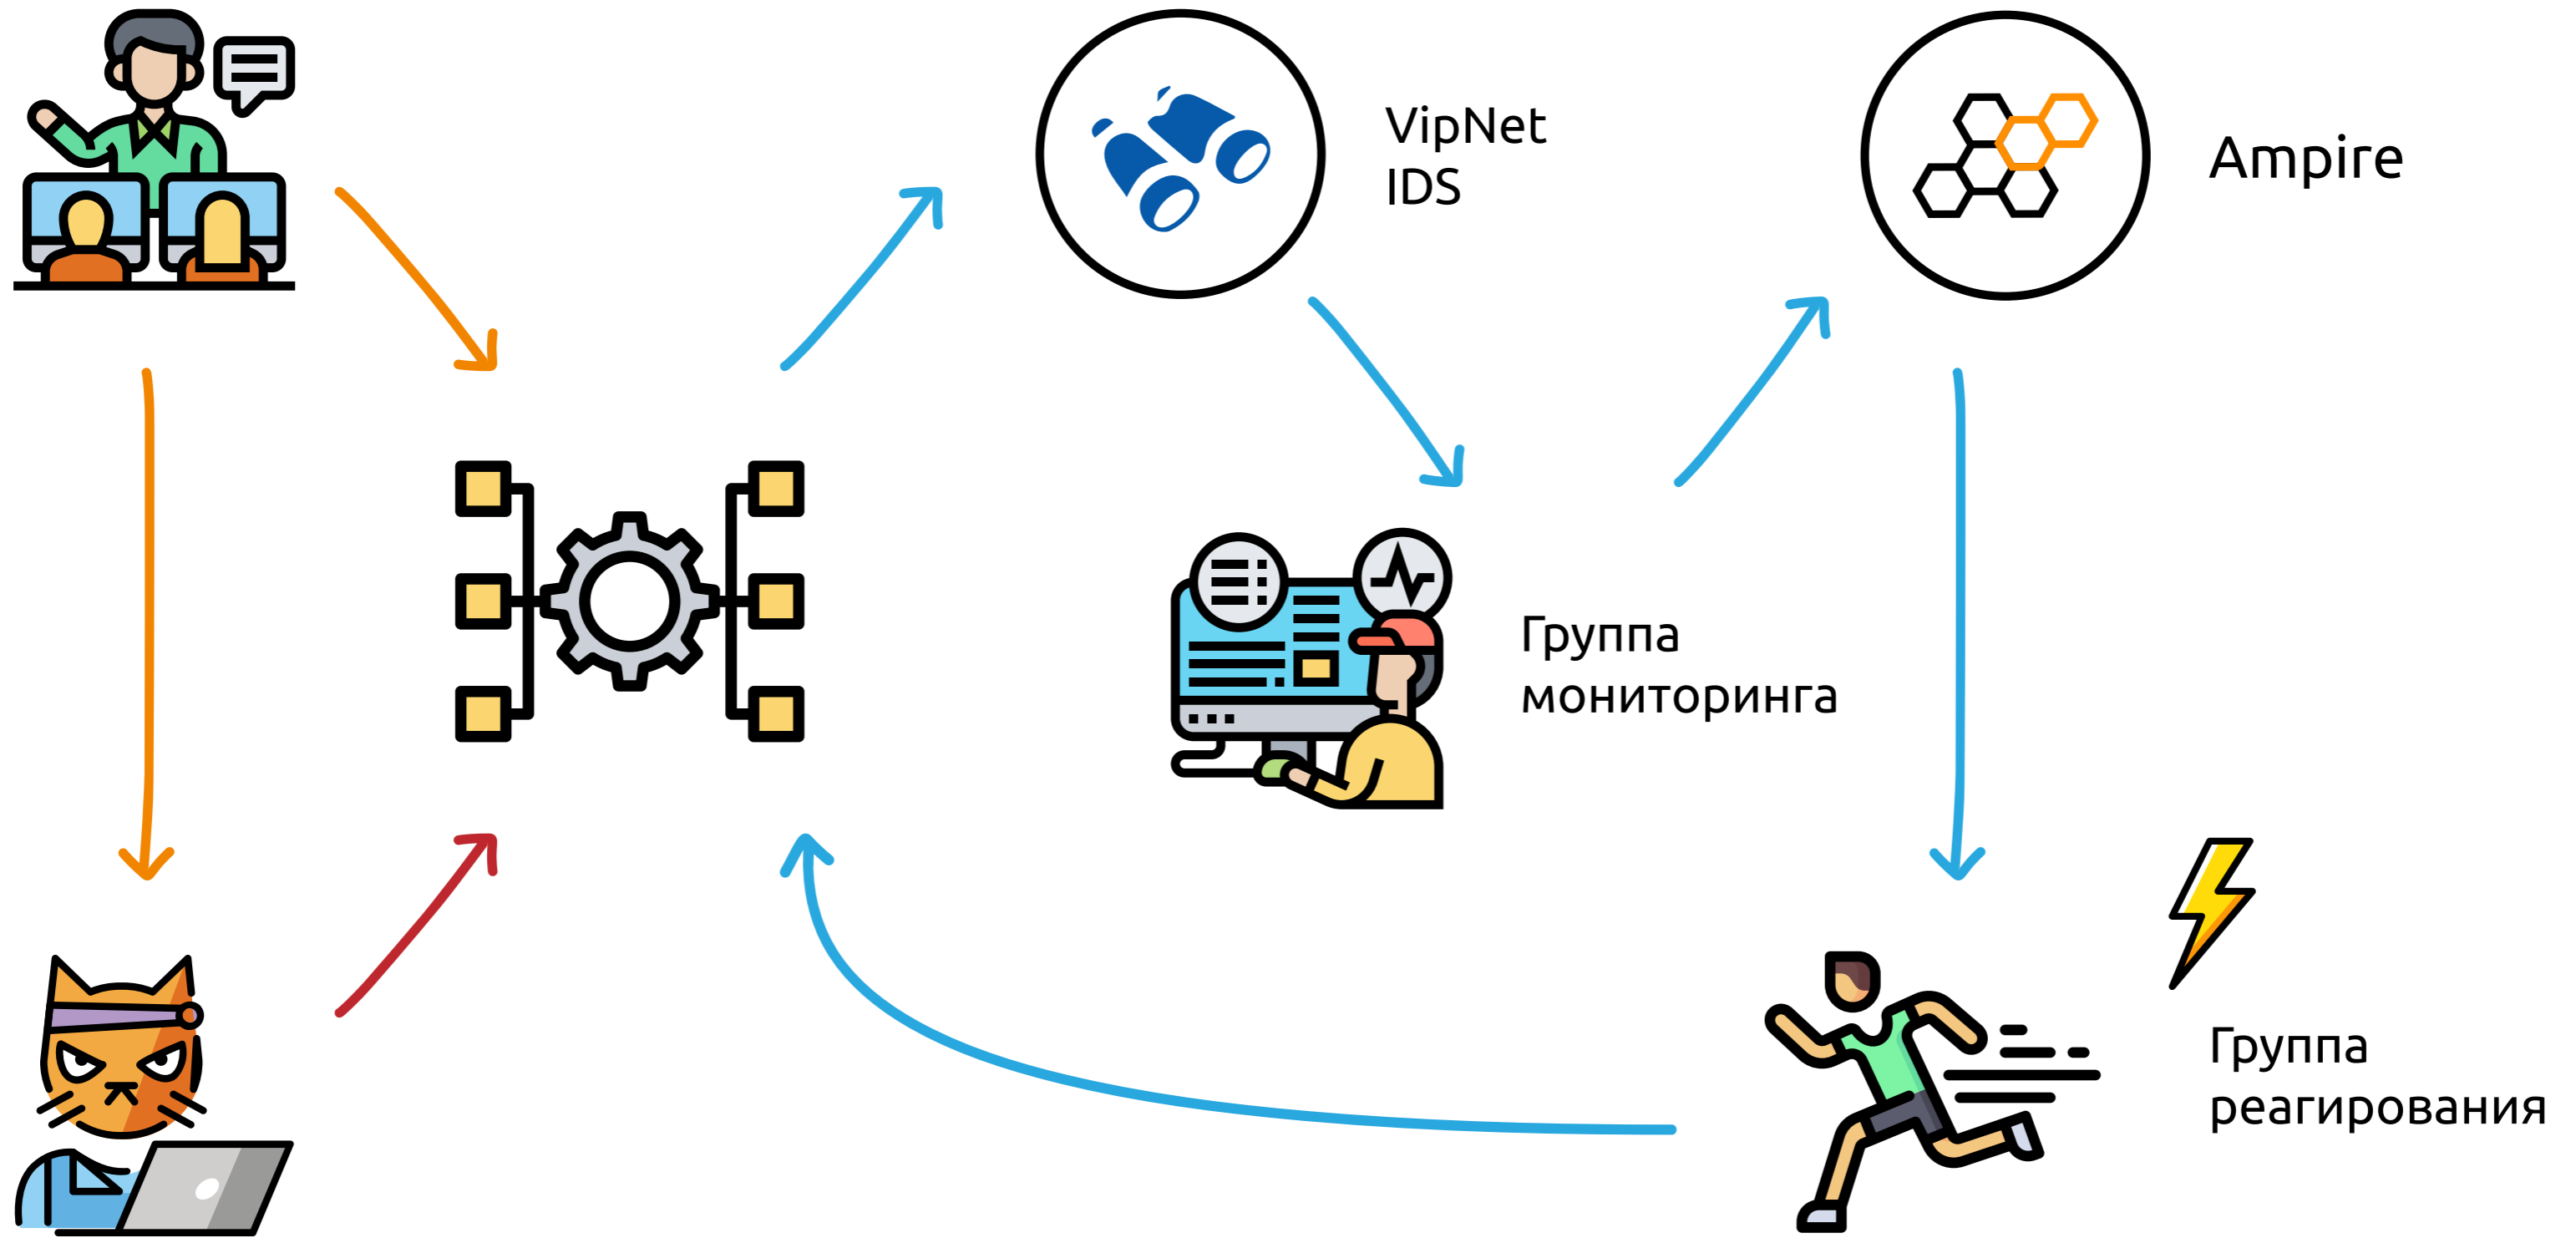 VipNet
IDS
Ampire
Группа
мониторинга
Группа
реагирования